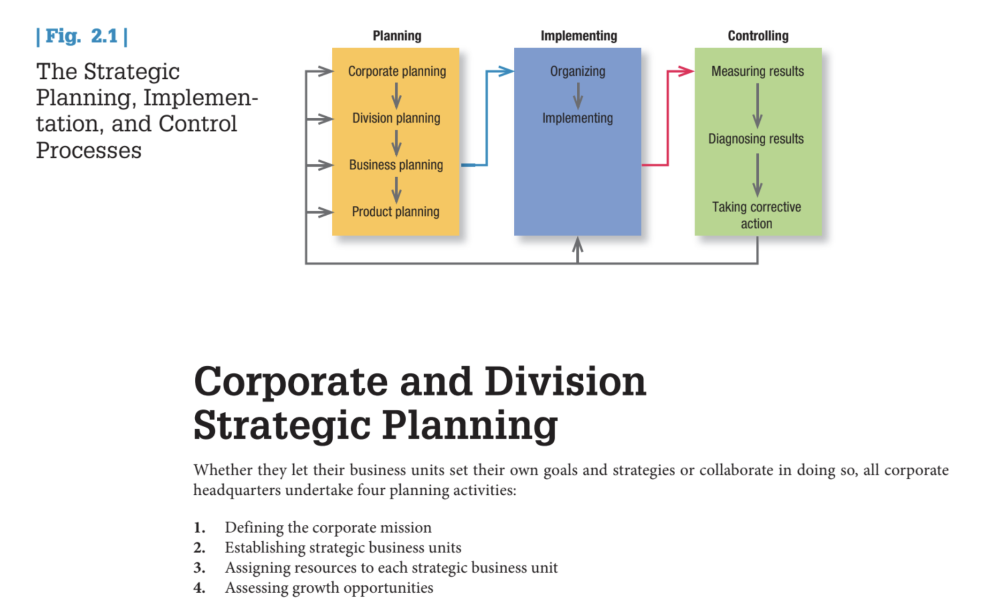 | Fig. 2.1 |
The Strategic
Planning, Implemen-
tation, and Control
Processes
Planning
Corporate planning
Division planning
Business planning
Product planning
Implementing
Organizing
Implementing
Controlling
Measuring results
Diagnosing results
Taking corrective
action
Corporate and Division
Strategic Planning
Whether they let their business units set their own goals and strategies or collaborate in doing so, all corporate
headquarters undertake four planning activities:
1. Defining the corporate mission
2. Establishing strategic business units
3. Assigning resources to each strategic business unit
4. Assessing growth opportunities